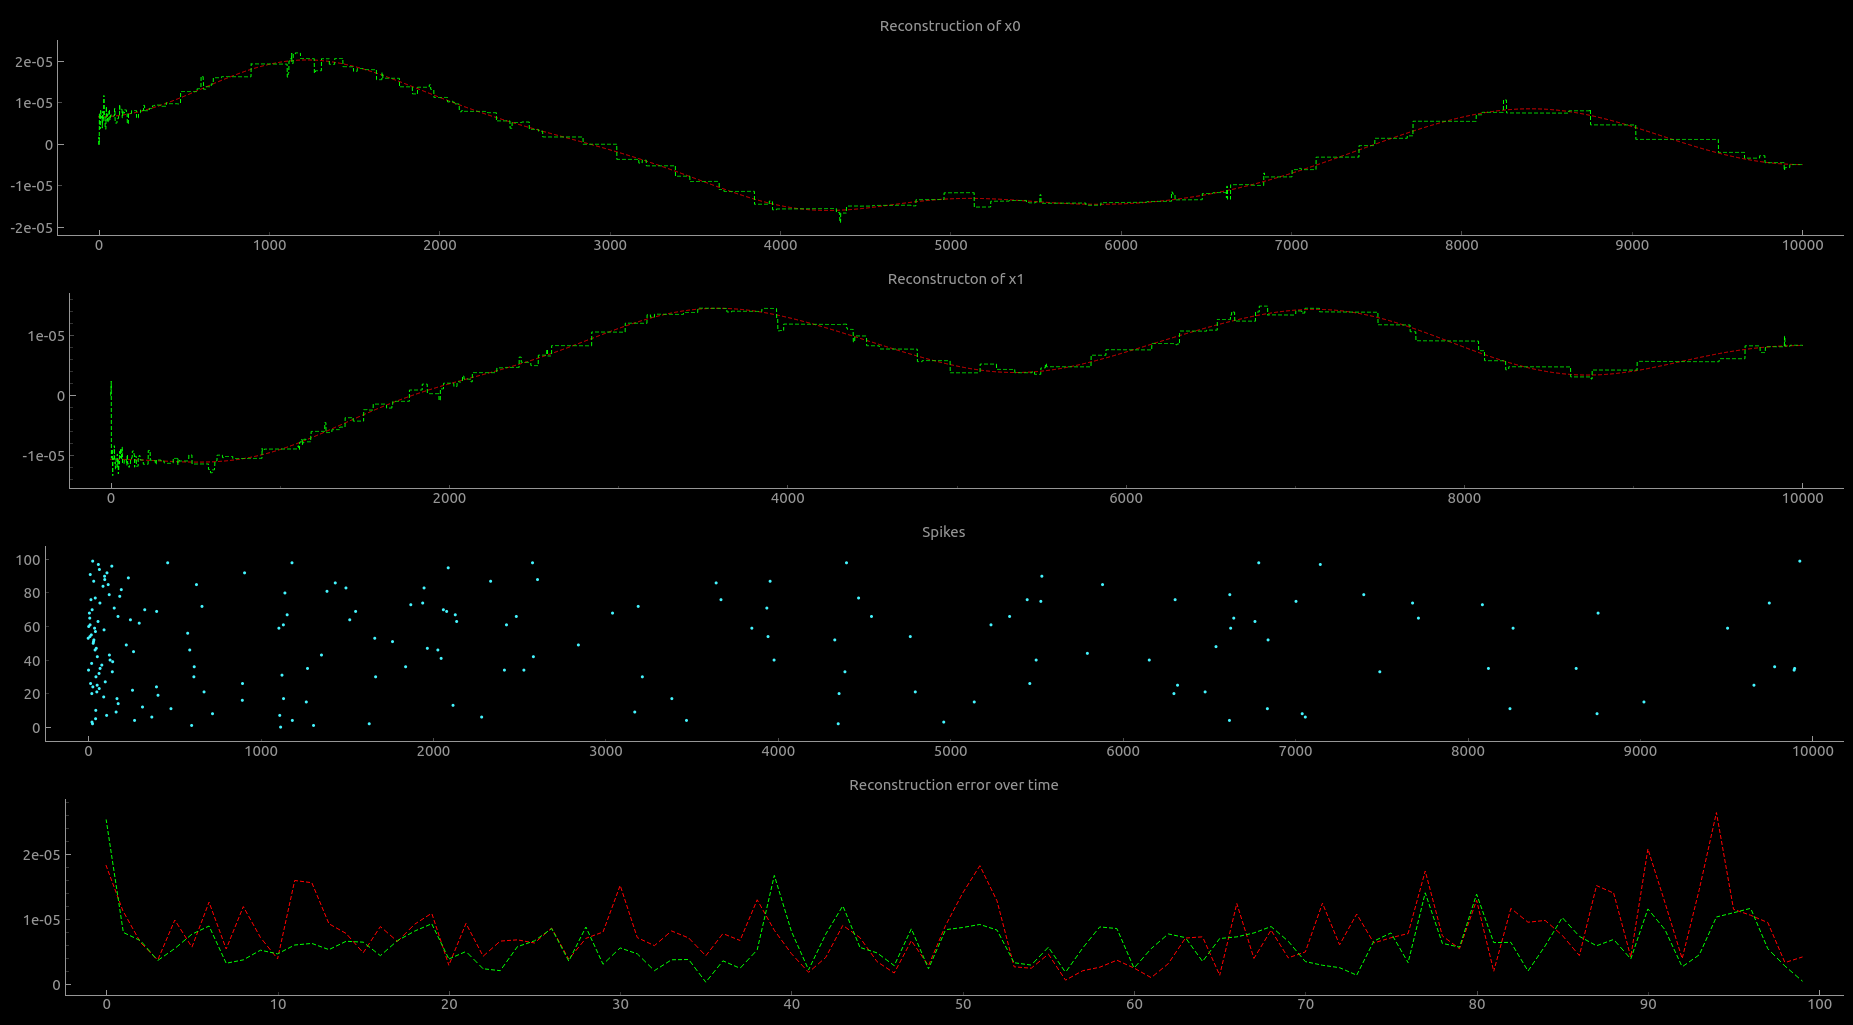 Reconstruction of x0
2e-05
1e-05
0
-1e-05
-2e-05
0 1000 2000 3000 4000 5000 6000 7000 8000 9000 10000
Reconstructon of x1
1e-05
0
-1e-05
0 2000 4000 6000 8000 10000
Spikes
100
80
60
40
20
0
0 1000 2000 3000 4000 5000 6000 7000 8000 9000 10000
Reconstruction error over time
2e-05
1e-05
0
0 10 20 30 40 50 60 70 80 90 100